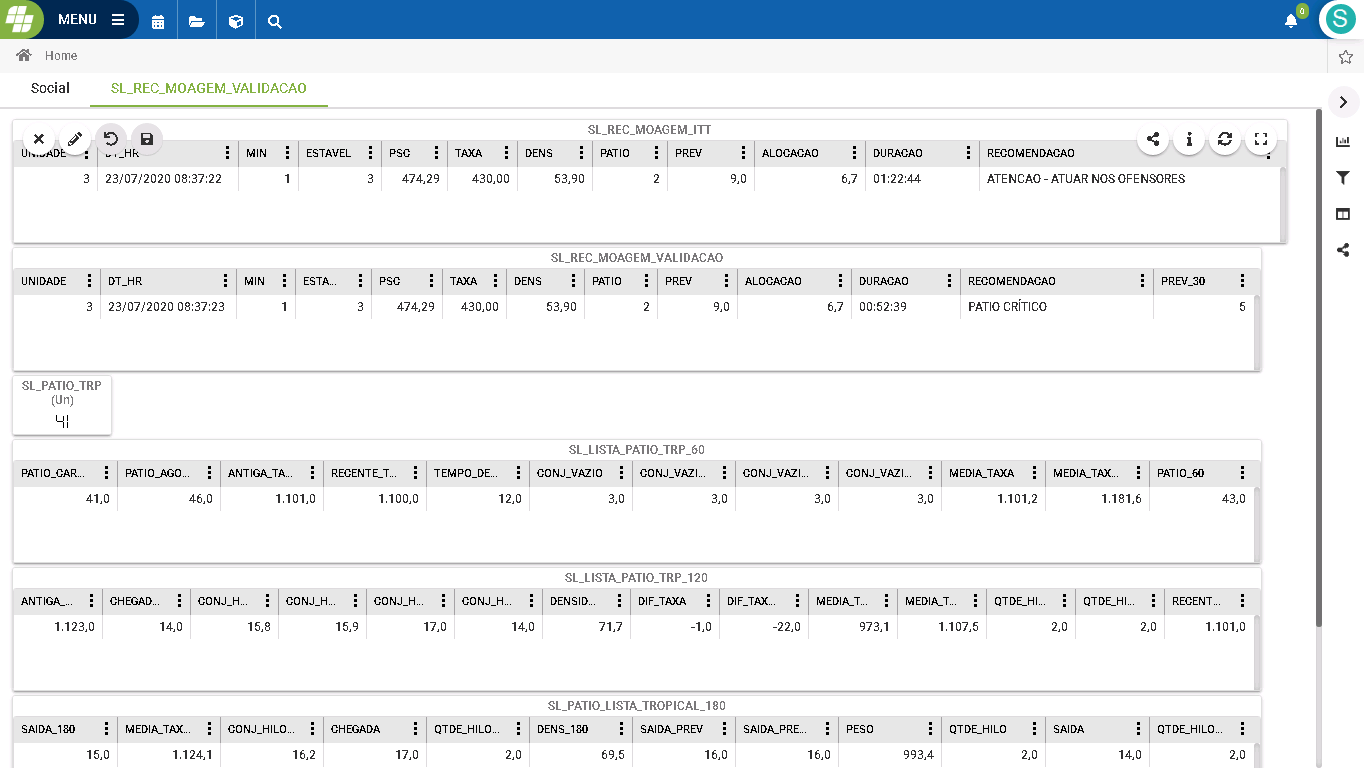 MENU
0
S
Home
Social SL_REC_MOAGEM_VALIDACAO
SL_REC_MOAGEM_ITT
UNIDADE DT_HR MIN ESTAVEL PSC TAXA DENS PATIO PREV ALOCACAO DURACAO RECOMENDACAO
3 23/07/2020 08:37:22 1 3 474,29 430,00 53,90 2 9,0 6,7 01:22:44 ATENCAO - ATUAR NOS OFENSORES
SL_REC_MOAGEM_VALIDACAO
UNIDADE DT_HR MIN ESTA... PSC TAXA DENS PATIO PREV ALOCACAO DURACAO RECOMENDACAO PREV_30
3 23/07/2020 08:37:23 1 3 474,29 430,00 53,90 2 9,0 6,7 00:52:39 PATIO CRÍTICO 5
SL_PATIO_TRP
(Un)
41
SL_LISTA_PATIO_TRP_60
PATIO_CAR... PATIO_AGO... ANTIGA_TA... RECENTE_T... TEMPO_DE... CONJ_VAZIO CONJ_VAZI... CONJ_VAZI... CONJ_VAZI... MEDIA_TAXA MEDIA_TAX... PATIO_60
41,0 46,0 1.101,0 1.100,0 12,0 3,0 3,0 3,0 3,0 1.101,2 1.181,6 43,0
SL_LISTA_PATIO_TRP_120
ANTIGA_... CHEGAD... CONJ_H... CONJ_H... CONJ_H... CONJ_H... DENSID... DIF_TAXA DIF_TAX... MEDIA_T... MEDIA_T... QTDE_HI... QTDE_HI... RECENT...
1.123,0 14,0 15,8 15,9 17,0 14,0 71,7 -1,0 -22,0 973,1 1.107,5 2,0 2,0 1.101,0
SL_PATIO_LISTA_TROPICAL_180
SAIDA_180 MEDIA_TAX... CONJ_HILO... CHEGADA QTDE_HILO... DENS_180 SAIDA_PREV SAIDA_PRE... PESO QTDE_HILO SAIDA QTDE_HILO...
15,0 1.124,1 16,2 17,0 2,0 69,5 16,0 16,0 993,4 2,0 14,0 2,0